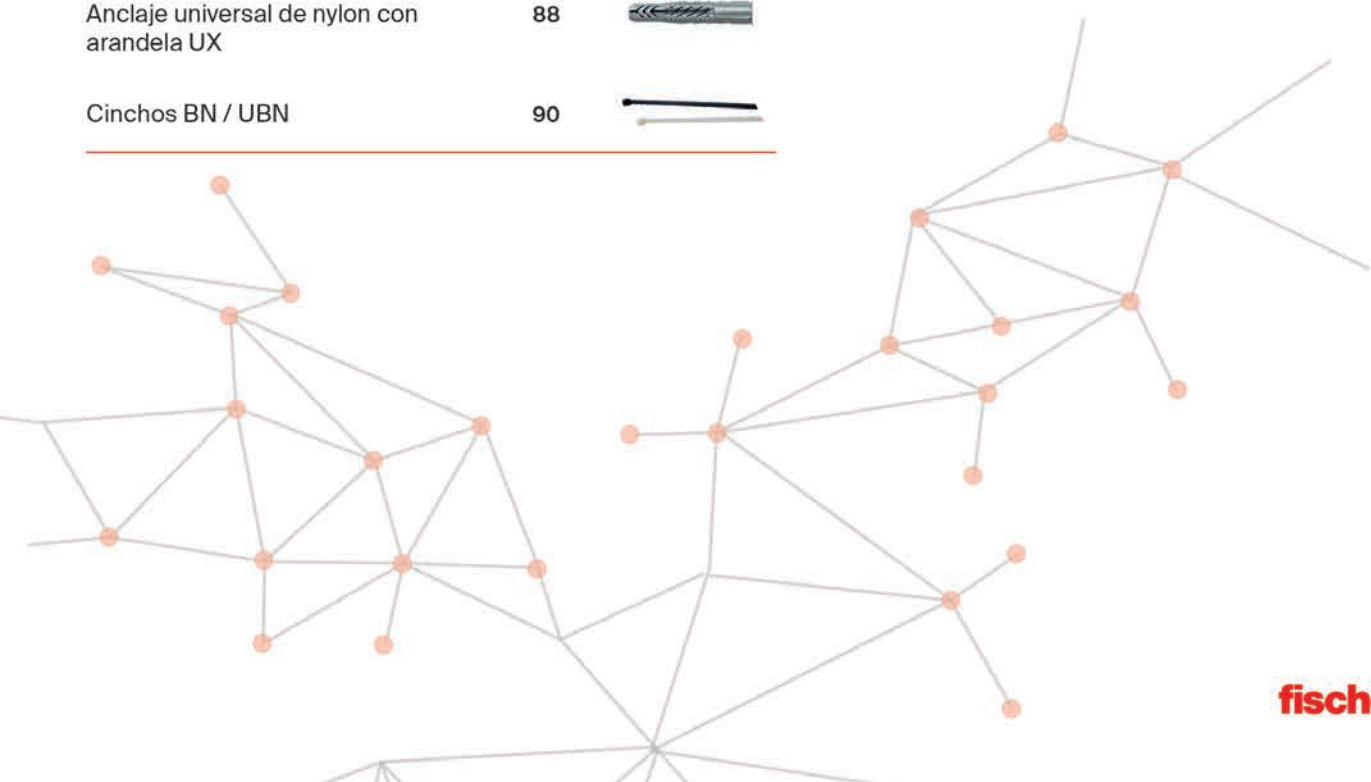 Anclaje universal de nylon con 88
arandela UX
Cinchos BN / UBN 90
fisch